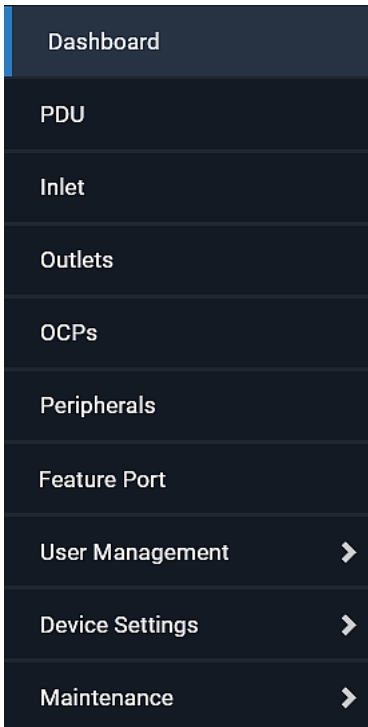 Dashboard
PDU
Inlet
Outlets
OCPs
Peripherals
Feature Port
User Management
Device Settings
Maintenance